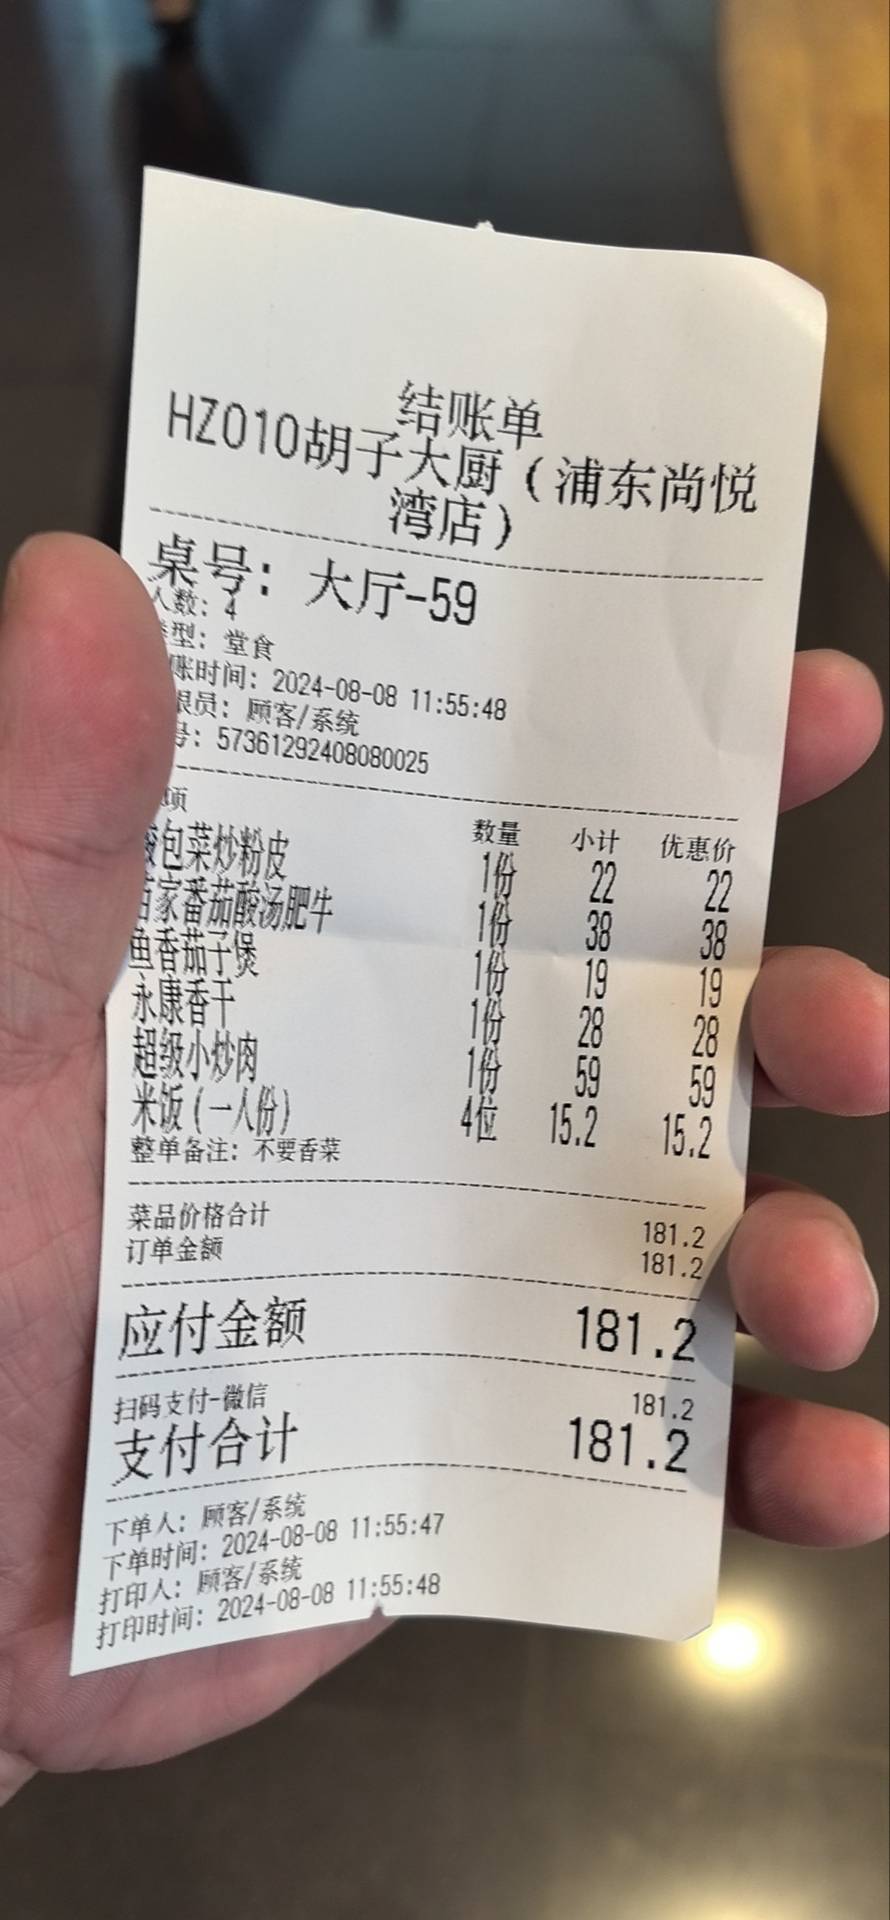 结账单
HZ010胡子大厨（浦东尚悦
湾店）
桌号：大厅-59
人数：4
型：堂食
账时间：2024-08-08 11:55:48
银员：顾客/系统
号：57361292408080025
项 数量 小计 优惠价
酸包菜炒粉皮 1份 22 22
百家番茄酸汤肥牛 1份 38 38
鱼香茄子煲 1份 19 19
永康香干 1份 28 28
超级小炒肉 1份 59 59
米饭（一人份） 4位 15.2 15.2
整单备注：不要香菜
菜品价格合计 181.2
订单金额 181.2
应付金额 181.2
扫码支付-微信 181.2
支付合计 181.2
下单人：顾客/系统
下单时间：2024-08-08 11:55:47
打印人：顾客/系统
打印时间：2024-08-08 11:55:48